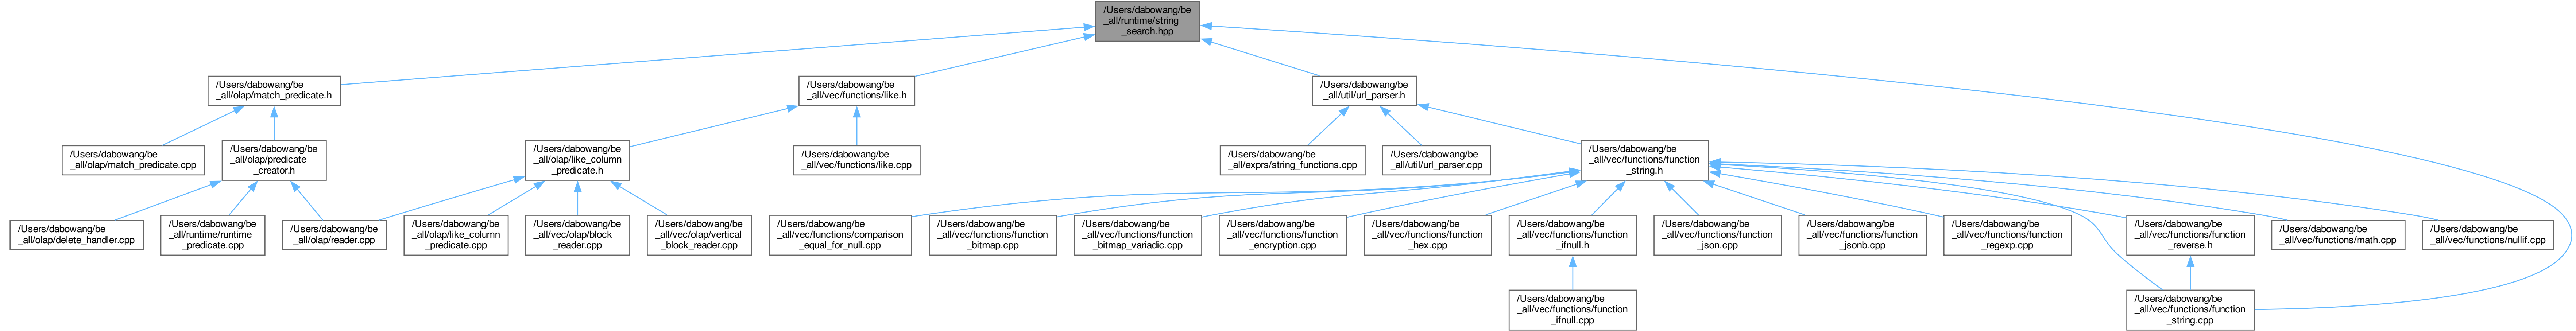 /Users/dabowang/be
_all/runtime/string
_search.hpp
/Users/dabowang/be
_all/olap/match_predicate.h
/Users/dabowang/be
_all/vec/functions/like.h
/Users/dabowang/be
_all/util/url_parser.h
/Users/dabowang/be
_all/olap/match_predicate.cpp
/Users/dabowang/be
_all/olap/predicate
_creator.h
/Users/dabowang/be
_all/olap/like_column
_predicate.h
/Users/dabowang/be
_all/vec/functions/like.cpp
/Users/dabowang/be
_all/exprs/string_functions.cpp
/Users/dabowang/be
_all/util/url_parser.cpp
/Users/dabowang/be
_all/vec/functions/function
_string.h
/Users/dabowang/be
_all/olap/delete_handler.cpp
/Users/dabowang/be
_all/runtime/runtime
_predicate.cpp
/Users/dabowang/be
_all/olap/reader.cpp
/Users/dabowang/be
_all/olap/like_column
_predicate.cpp
/Users/dabowang/be
_all/vec/olap/block
_reader.cpp
/Users/dabowang/be
_all/vec/olap/vertical
_block_reader.cpp
/Users/dabowang/be
_all/vec/functions/comparison
_equal_for_null.cpp
/Users/dabowang/be
_all/vec/functions/function
_bitmap.cpp
/Users/dabowang/be
_all/vec/functions/function
_bitmap_variadic.cpp
/Users/dabowang/be
_all/vec/functions/function
_encryption.cpp
/Users/dabowang/be
_all/vec/functions/function
_hex.cpp
/Users/dabowang/be
_all/vec/functions/function
_ifnull.h
/Users/dabowang/be
_all/vec/functions/function
_json.cpp
/Users/dabowang/be
_all/vec/functions/function
_jsonb.cpp
/Users/dabowang/be
_all/vec/functions/function
_regexp.cpp
/Users/dabowang/be
_all/vec/functions/function
_reverse.h
/Users/dabowang/be
_all/vec/functions/math.cpp
/Users/dabowang/be
_all/vec/functions/nullif.cpp
/Users/dabowang/be
_all/vec/functions/function
_ifnull.cpp
/Users/dabowang/be
_all/vec/functions/function
_string.cpp